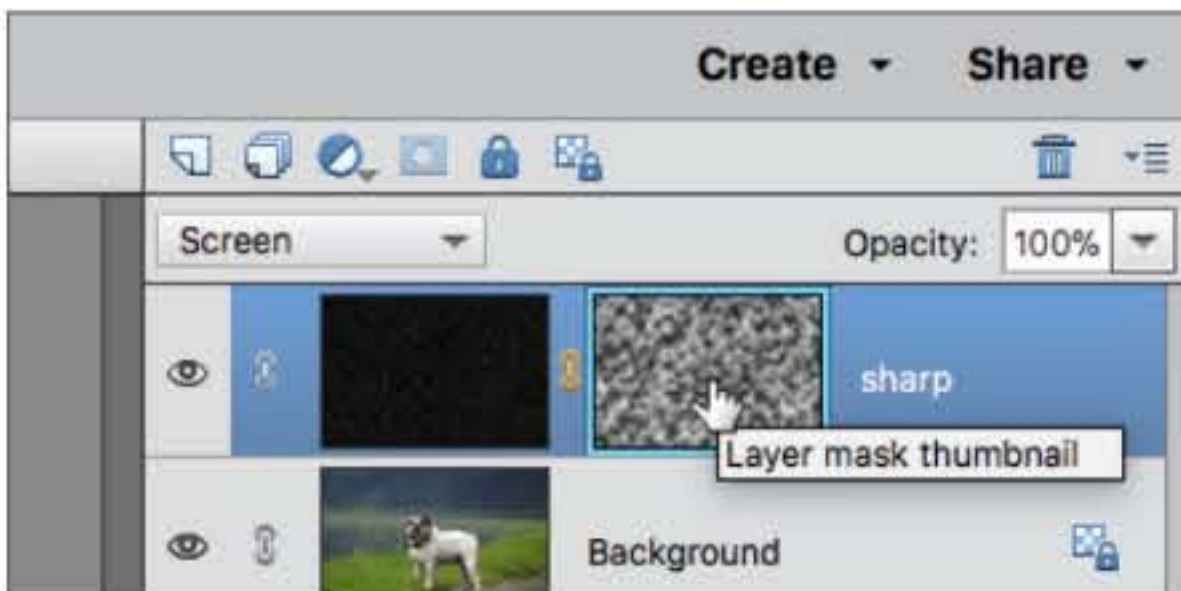 Create
Share
Screen
Opacity: 100%
sharp
Layer mask thumbnail
Background